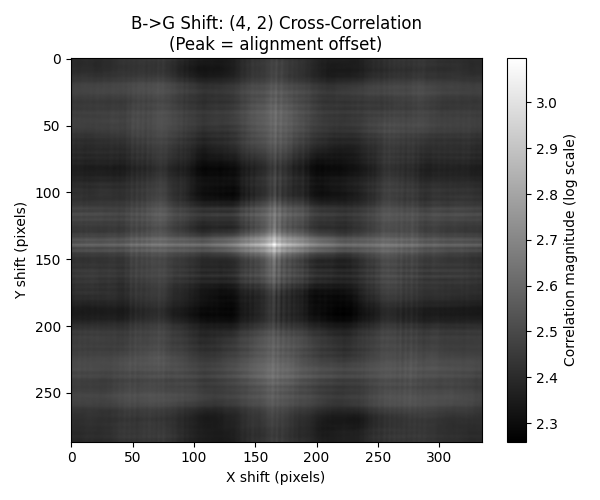 B->G Shift: (4, 2) Cross-Correlation
(Peak = alignment offset)
0
50
100
150
200
250
Y shift (pixels)
0 50 100 150 200 250 300
X shift (pixels)
3.0
2.9
2.8
2.7
2.6
2.5
2.4
2.3
Correlation magnitude (log scale)